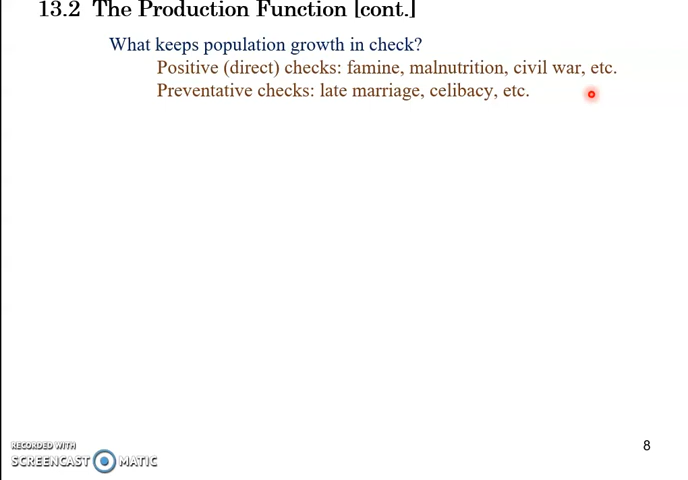 13.2 The Production Function [cont.]
What keeps population growth in check?
Positive (direct) checks: famine, malnutrition, civil war, etc.
Preventative checks: late marriage, celibacy, etc.
8
RECORDED WITH
SCREENCAST MATIC